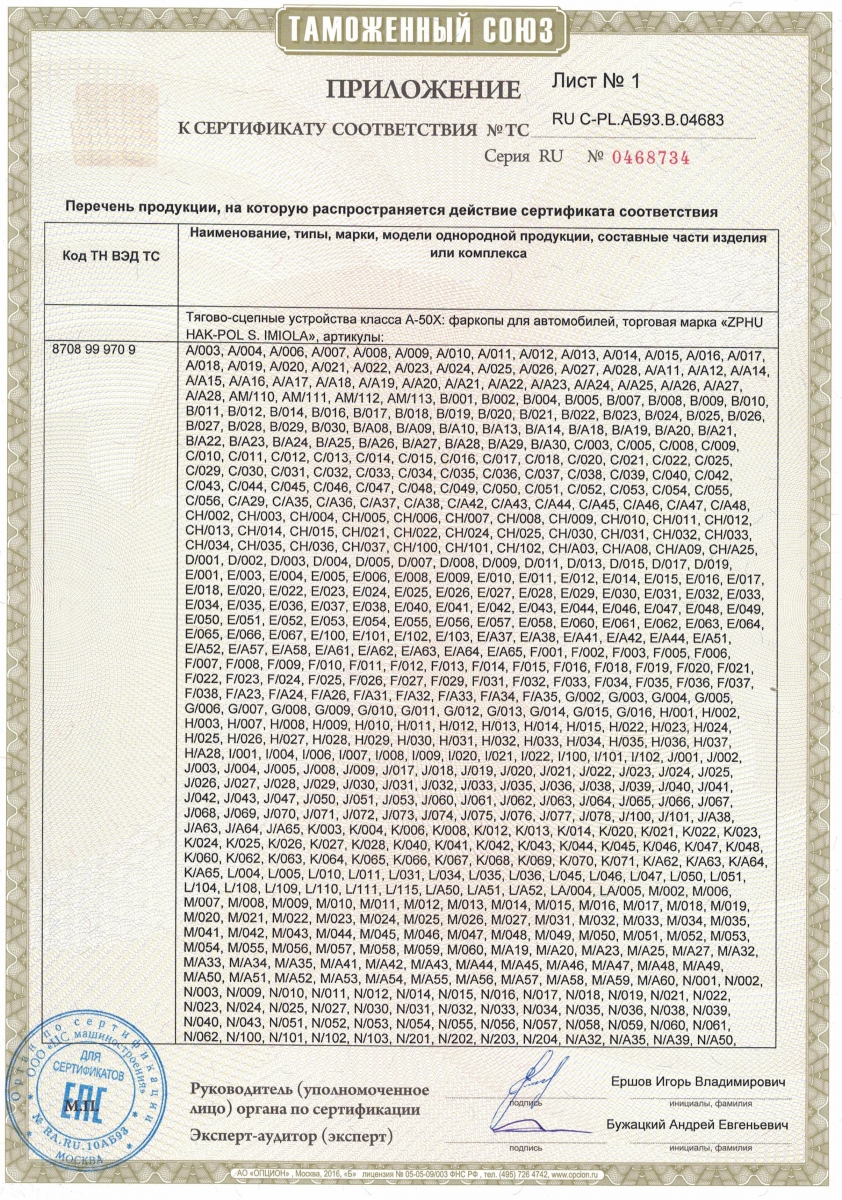 ТАМОЖЕННЫЙ СОЮЗ
ПРИЛОЖЕНИЕ Лист № 1
К СЕРТИФИКАТУ СООТВЕТСТВИЯ № ТС RU C-PL.АБ93.В.04683
Серия RU № 0468734
Перечень продукции, на которую распространяется действие сертификата соответствия
Код ТН ВЭД ТС
Наименование, типы, марки, модели однородной продукции, составные части изделия
или комплекса
Тягово-сцепные устройства класса А-50Х: фаркопы для автомобилей, торговая марка «ZPHU
HAK-POL S. IMIOLA», артикулы:
8708 99 970 9
A/003, A/004, A/006, A/007, A/008, A/009, A/010, A/011, A/012, A/013, A/014, A/015, A/016, A/017,
A/018, A/019, A/020, A/021, A/022, A/023, A/024, A/025, A/026, A/027, A/028, A/A11, A/A12, A/A14,
A/A15, A/A16, A/A17, A/A18, A/A19, A/A20, A/A21, A/A22, A/A23, A/A24, A/A25, A/A26, A/A27,
A/A28, AM/110, AM/111, AM/112, AM/113, B/001, B/002, B/004, B/005, B/007, B/008, B/009, B/010,
B/011, B/012, B/014, B/016, B/017, B/018, B/019, B/020, B/021, B/022, B/023, B/024, B/025, B/026,
B/027, B/028, B/029, B/030, B/A08, B/A09, B/A10, B/A13, B/A14, B/A18, B/A19, B/A20, B/A21,
B/A22, B/A23, B/A24, B/A25, B/A26, B/A27, B/A28, B/A29, B/A30, C/003, C/005, C/008, C/009,
C/010, C/011, C/012, C/013, C/014, C/015, C/016, C/017, C/018, C/020, C/021, C/022, C/025,
C/029, C/030, C/031, C/032, C/033, C/034, C/035, C/036, C/037, C/038, C/039, C/040, C/042,
C/043, C/044, C/045, C/046, C/047, C/048, C/049, C/050, C/051, C/052, C/053, C/054, C/055,
C/056, C/A29, C/A35, C/A36, C/A37, C/A38, C/A42, C/A43, C/A44, C/A45, C/A46, C/A47, C/A48,
CH/002, CH/003, CH/004, CH/005, CH/006, CH/007, CH/008, CH/009, CH/010, CH/011, CH/012,
CH/013, CH/014, CH/015, CH/021, CH/022, CH/024, CH/025, CH/030, CH/031, CH/032, CH/033,
CH/034, CH/035, CH/036, CH/037, CH/100, CH/101, CH/102, CH/A03, CH/A08, CH/A09, CH/A25,
D/001, D/002, D/003, D/004, D/005, D/007, D/008, D/009, D/011, D/013, D/015, D/017, D/019,
E/001, E/003, E/004, E/005, E/006, E/008, E/009, E/010, E/011, E/012, E/014, E/015, E/016, E/017,
E/018, E/020, E/022, E/023, E/024, E/025, E/026, E/027, E/028, E/029, E/030, E/031, E/032, E/033,
E/034, E/035, E/036, E/037, E/038, E/040, E/041, E/042, E/043, E/044, E/046, E/047, E/048, E/049,
E/050, E/051, E/052, E/053, E/054, E/055, E/056, E/057, E/058, E/060, E/061, E/062, E/063, E/064,
E/065, E/066, E/067, E/100, E/101, E/102, E/103, E/A37, E/A38, E/A41, E/A42, E/A44, E/A51,
E/A52, E/A57, E/A58, E/A61, E/A62, E/A63, E/A64, E/A65, F/001, F/002, F/003, F/005, F/006,
F/007, F/008, F/009, F/010, F/011, F/012, F/013, F/014, F/015, F/016, F/018, F/019, F/020, F/021,
F/022, F/023, F/024, F/025, F/026, F/027, F/029, F/031, F/032, F/033, F/034, F/035, F/036, F/037,
F/038, F/A23, F/A24, F/A26, F/A31, F/A32, F/A33, F/A34, F/A35, G/002, G/003, G/004, G/005,
G/006, G/007, G/008, G/009, G/010, G/011, G/012, G/013, G/014, G/015, G/016, H/001, H/002,
H/003, H/007, H/008, H/009, H/010, H/011, H/012, H/013, H/014, H/015, H/022, H/023, H/024,
H/025, H/026, H/027, H/028, H/029, H/030, H/031, H/032, H/033, H/034, H/035, H/036, H/037,
H/A28, I/001, I/004, I/006, I/007, I/008, I/009, I/020, I/021, I/022, I/100, I/101, I/102, J/001, J/002,
J/003, J/004, J/005, J/008, J/009, J/017, J/018, J/019, J/020, J/021, J/022, J/023, J/024, J/025,
J/026, J/027, J/028, J/029, J/030, J/031, J/032, J/033, J/035, J/036, J/038, J/039, J/040, J/041,
J/042, J/043, J/047, J/050, J/051, J/053, J/060, J/061, J/062, J/063, J/064, J/065, J/066, J/067,
J/068, J/069, J/070, J/071, J/072, J/073, J/074, J/075, J/076, J/077, J/078, J/100, J/101, J/A38,
J/A63, J/A64, J/A65, K/003, K/004, K/006, K/008, K/012, K/013, K/014, K/020, K/021, K/022, K/023,
K/024, K/025, K/026, K/027, K/028, K/040, K/041, K/042, K/043, K/044, K/045, K/046, K/047, K/048,
K/060, K/062, K/063, K/064, K/065, K/066, K/067, K/068, K/069, K/070, K/071, K/A62, K/A63, K/A64,
K/A65, L/004, L/005, L/010, L/011, L/031, L/034, L/035, L/036, L/045, L/046, L/047, L/050, L/051,
L/104, L/108, L/109, L/110, L/111, L/115, L/A50, L/A51, L/A52, LA/004, LA/005, M/002, M/006,
M/007, M/008, M/009, M/010, M/011, M/012, M/013, M/014, M/015, M/016, M/017, M/018, M/019,
M/020, M/021, M/022, M/023, M/024, M/025, M/026, M/027, M/031, M/032, M/033, M/034, M/035,
M/041, M/042, M/043, M/044, M/045, M/046, M/047, M/048, M/049, M/050, M/051, M/052, M/053,
M/054, M/055, M/056, M/057, M/058, M/059, M/060, M/A19, M/A20, M/A23, M/A25, M/A27, M/A32,
M/A33, M/A34, M/A35, M/A41, M/A42, M/A43, M/A44, M/A45, M/A46, M/A47, M/A48, M/A49,
M/A50, M/A51, M/A52, M/A53, M/A54, M/A55, M/A56, M/A57, M/A58, M/A59, M/A60, N/001, N/002,
N/003, N/009, N/010, N/011, N/012, N/014, N/015, N/016, N/017, N/018, N/019, N/021, N/022,
N/023, N/024, N/025, N/027, N/030, N/031, N/032, N/033, N/034, N/035, N/036, N/038, N/039,
N/040, N/043, N/051, N/052, N/053, N/054, N/055, N/056, N/057, N/058, N/059, N/060, N/061,
N/062, N/100, N/101, N/102, N/103, N/201, N/202, N/203, N/204, N/A32, N/A35, N/A39, N/A50,
Орган по сертификации
ООО «ЦС машиностроения»
ДЛЯ
СЕРТИФИКАТОВ
М.П.
№ RA.RU.10АБ93
МОСКВА
Руководитель (уполномоченное
лицо) органа по сертификации
подпись
Ершов Игорь Владимирович
инициалы, фамилия
Эксперт-аудитор (эксперт)
подпись
Бужацкий Андрей Евгеньевич
инициалы, фамилия
АО «ОПЦИОН», Москва, 2016, «Б» лицензия № 05-05-09/003 ФНС РФ, тел. (495) 726 4742, www.opcion.ru